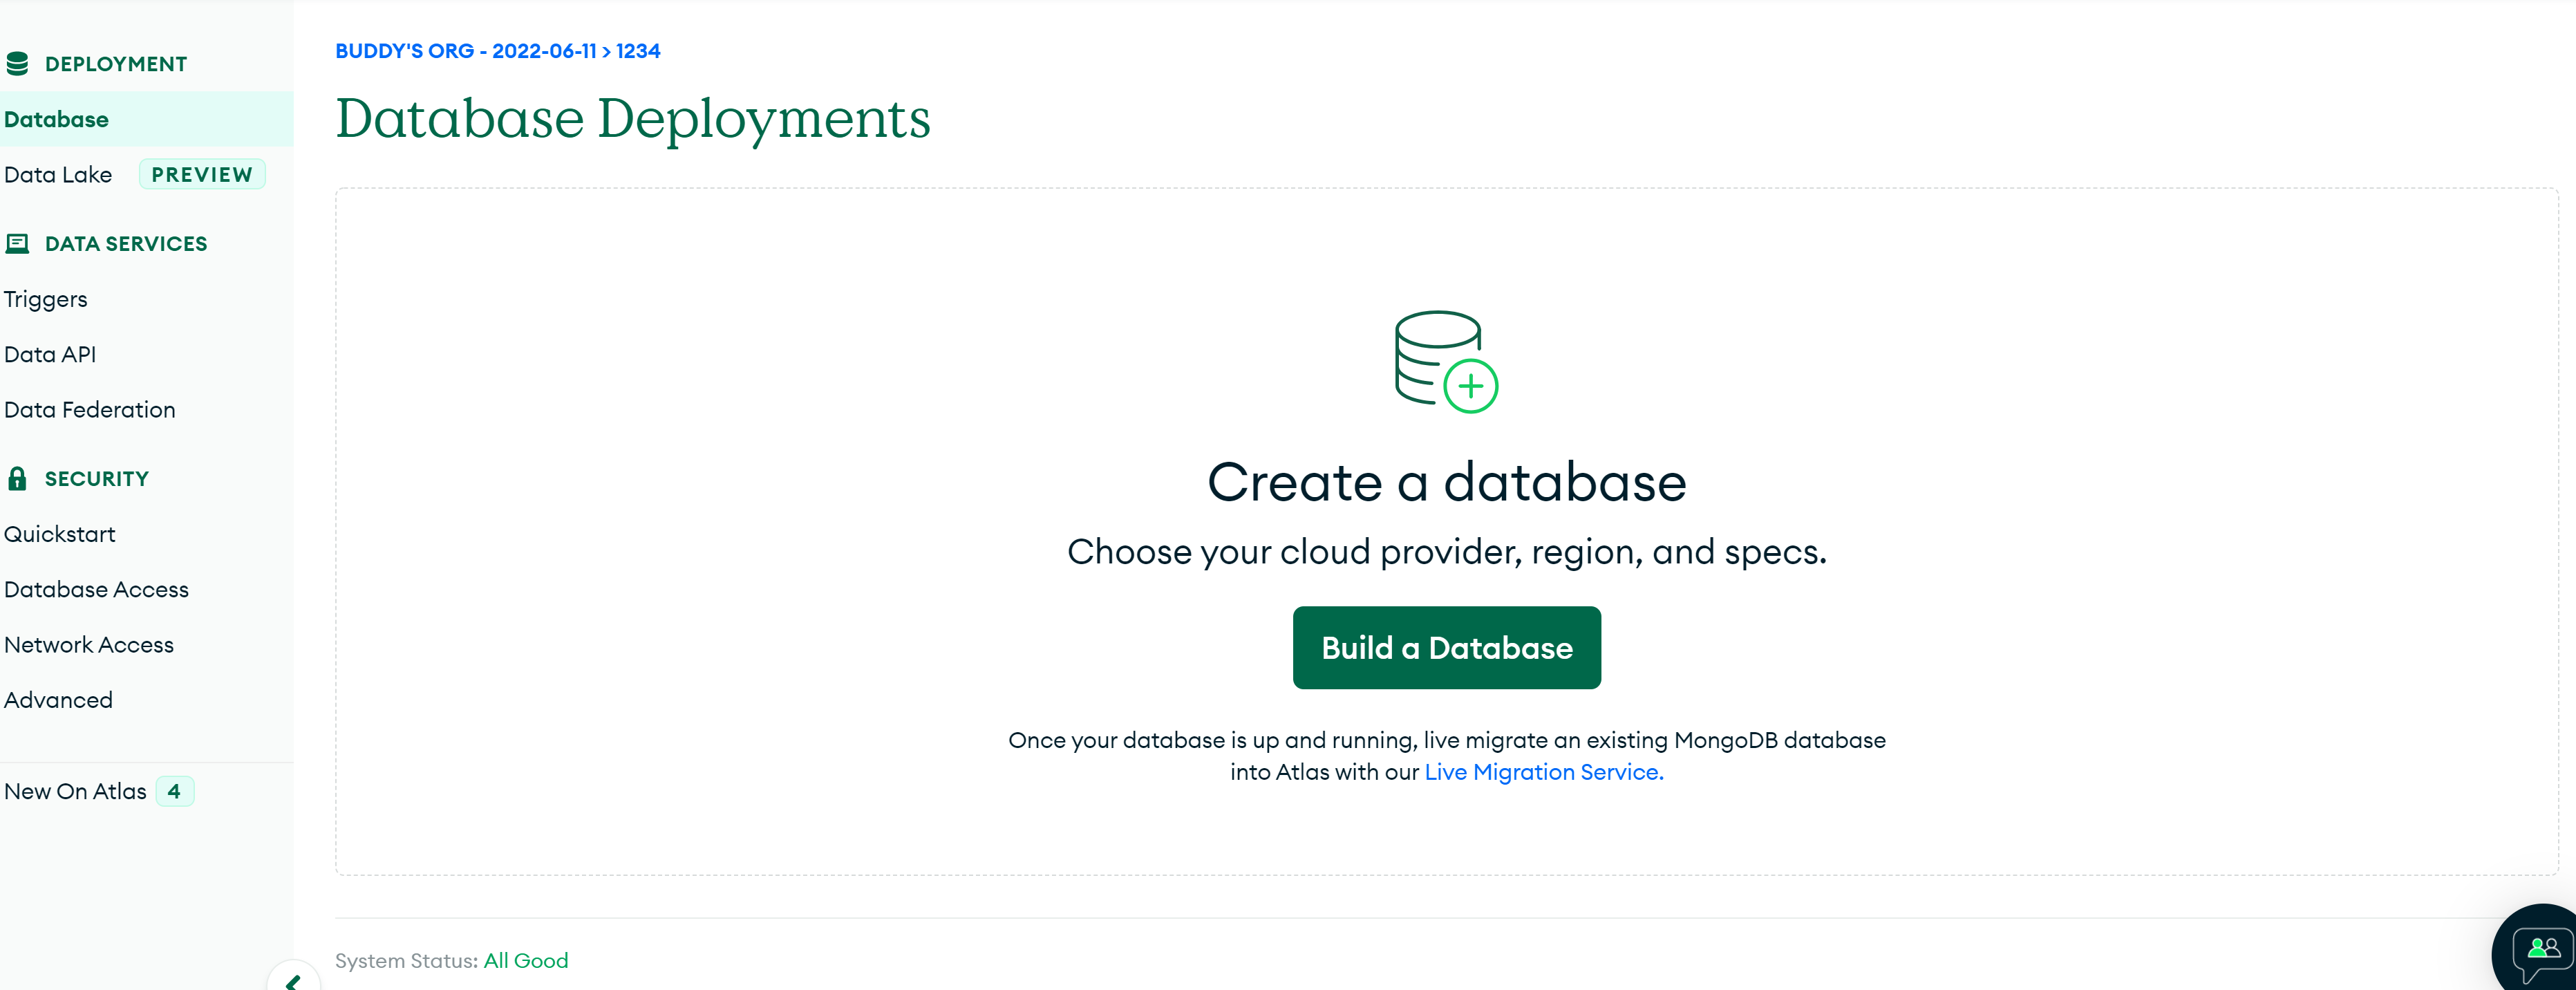 DEPLOYMENT
Database
Data Lake PREVIEW
DATA SERVICES
Triggers
Data API
Data Federation
SECURITY
Quickstart
Database Access
Network Access
Advanced
New On Atlas 4
BUDDY'S ORG - 2022-06-11 > 1234
Database Deployments
Create a database
Choose your cloud provider, region, and specs.
Build a Database
Once your database is up and running, live migrate an existing MongoDB database
into Atlas with our Live Migration Service.
System Status: All Good